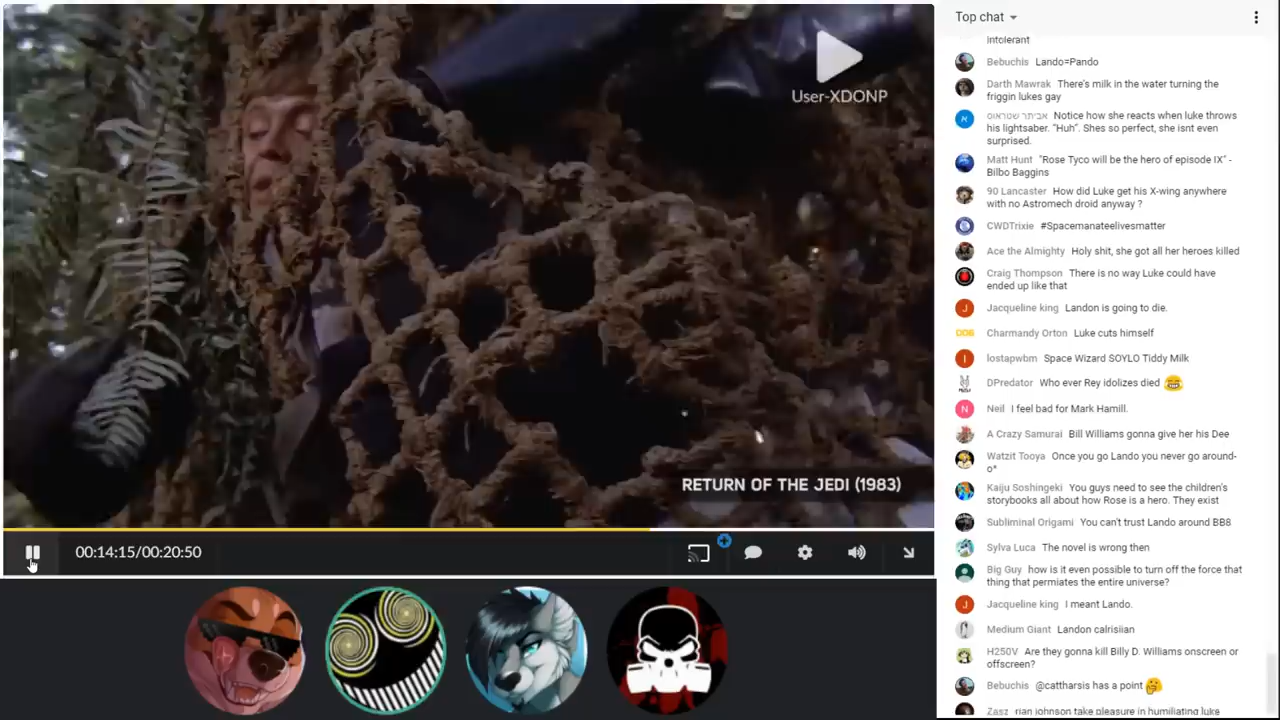 User-XDONP
RETURN OF THE JEDI (1983)
00:14:15/00:20:50
Top chat
intolerant
Bebuchis Lando=Pando
Darth Mawrak There's milk in the water turning the
friggin lukes gay
אביתר שטראוס Notice how she reacts when luke throws
his lightsaber. "Huh". Shes so perfect, she isnt even
surprised.
Matt Hunt "Rose Tyco will be the hero of episode IX" -
Bilbo Baggins
90 Lancaster How did Luke get his X-wing anywhere
with no Astromech droid anyway ?
CWDTrixie #Spacemanateelivesmatter
Ace the Almighty Holy shit, she got all her heroes killed
Craig Thompson There is no way Luke could have
ended up like that
J
Jacqueline king Landon is going to die.
Charmandy Orton Luke cuts himself
lostapwbm Space Wizard SOYLO Tiddy Milk
DPredator Who ever Rey idolizes died
N
Neil I feel bad for Mark Hamill.
A Crazy Samurai Bill Williams gonna give her his Dee
Watzit Tooya Once you go Lando you never go around-
o*
Kaiju Soshingeki You guys need to see the children's
storybooks all about how Rose is a hero. They exist
Subliminal Origami You can't trust Lando around BB8
Sylva Luca The novel is wrong then
Big Guy how is it even possible to turn off the force that
thing that permiates the entire universe?
J
Jacqueline king I meant Lando.
Medium Giant Landon calrisiian
H250V Are they gonna kill Billy D. Williams onscreen or
offscreen?
Bebuchis @cattharsis has a point
Zasz rian johnson take pleasure in humiliating luke